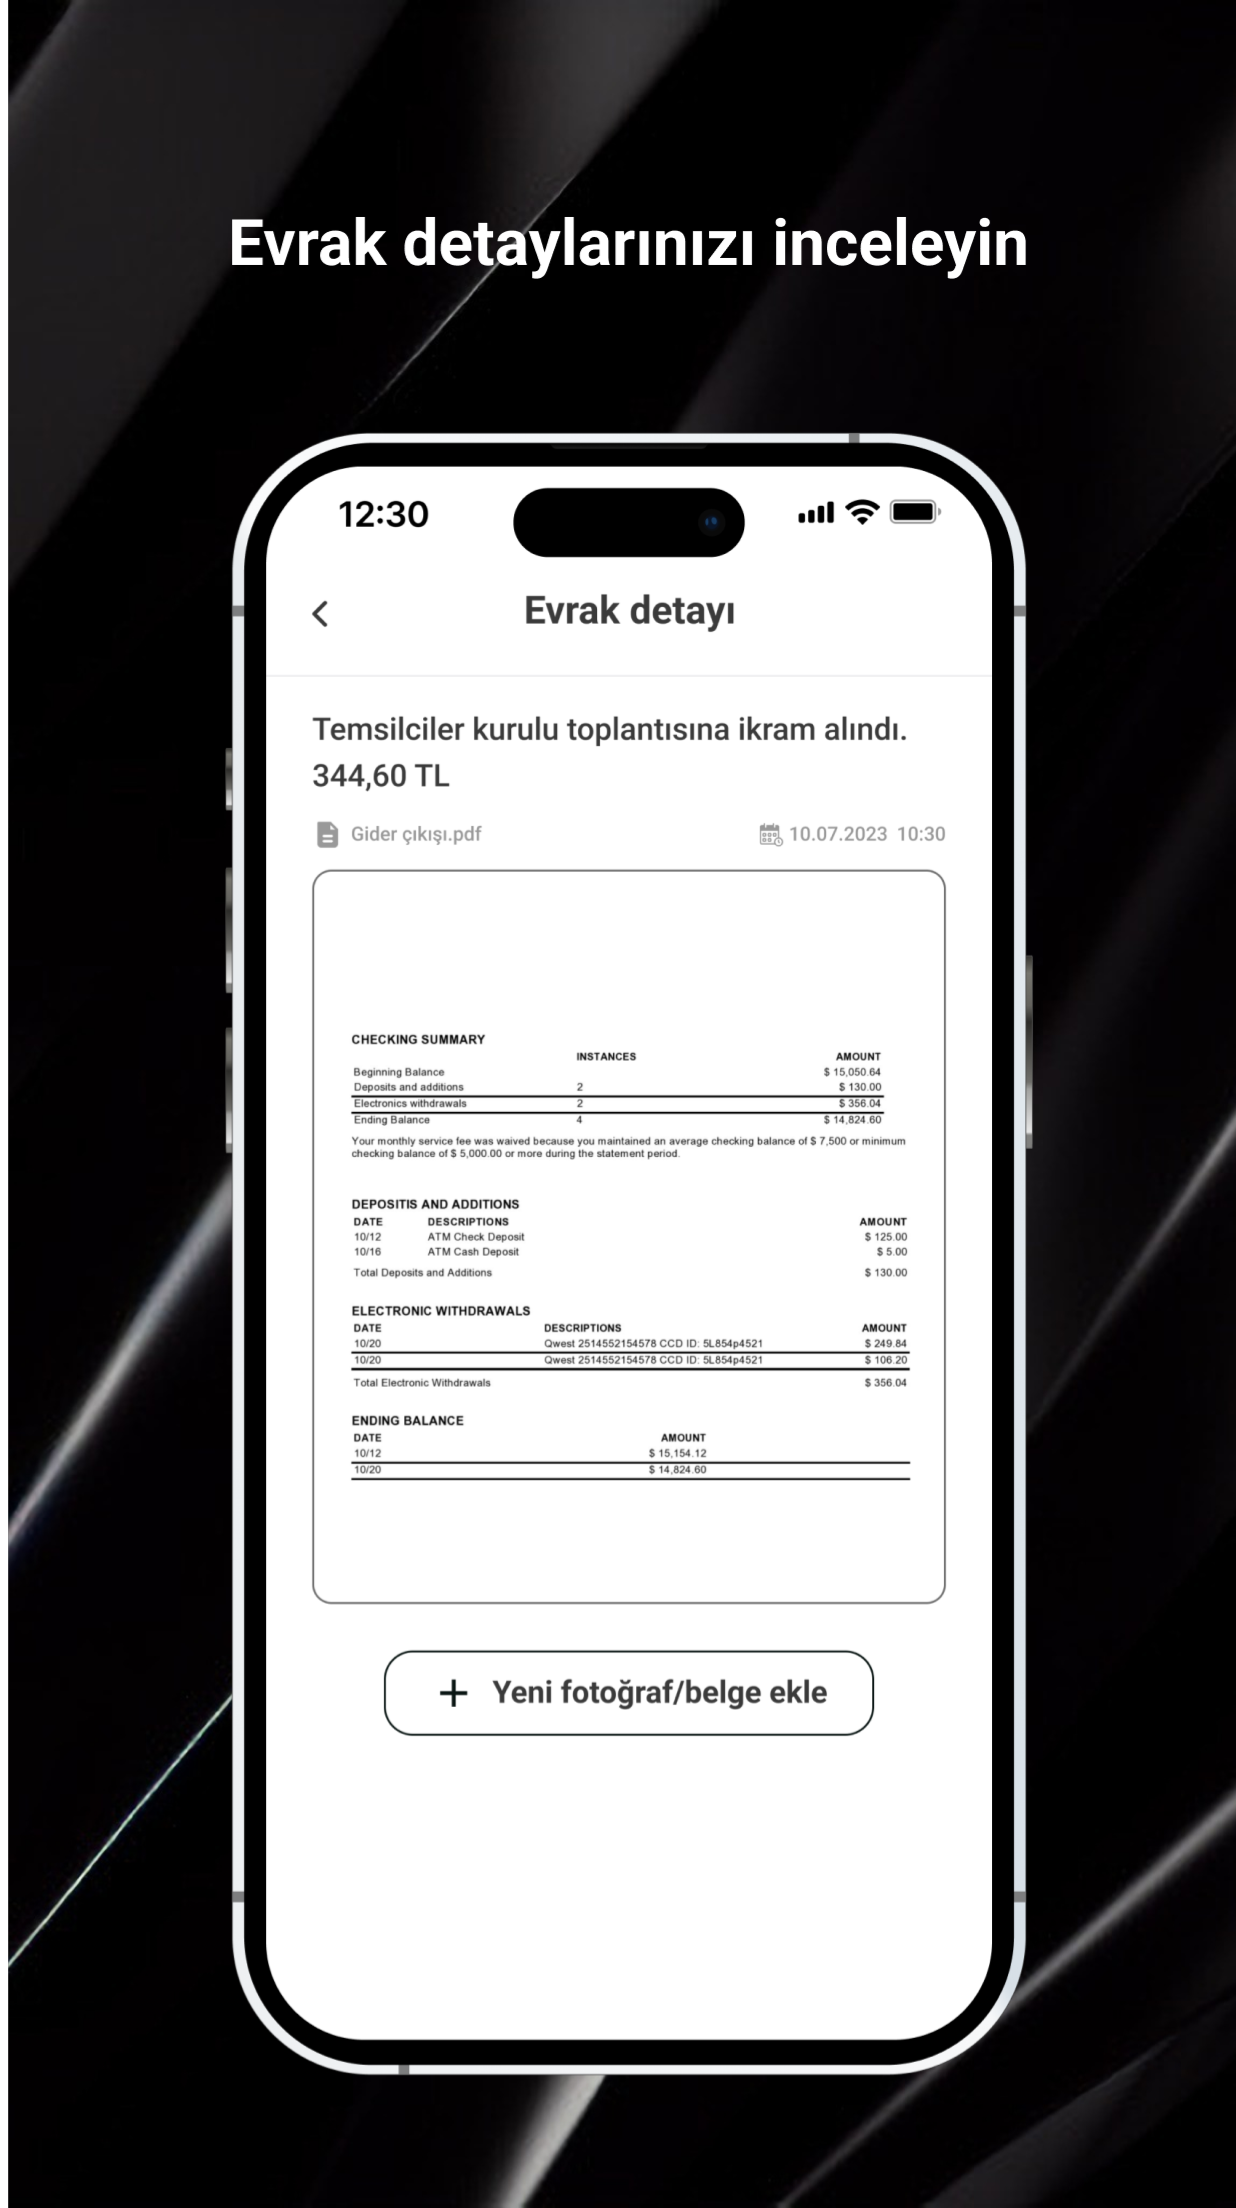 Evrak detaylarınızı inceleyin
12:30
Evrak detayı
Temsilciler kurulu toplantısına ikram alındı.
344,60 TL
Gider çıkışı.pdf 10.07.2023 10:30
CHECKING SUMMARY
INSTANCES AMOUNT
Beginning Balance $ 15,050.64
Deposits and additions 2 $ 130.00
Electronics withdrawals 2 $ 356.04
Ending Balance 4 $ 14,824.60
Your monthly service fee was waived because you maintained an average checking balance of $ 7,500 or minimum
checking balance of $ 5,000.00 or more during the statement period.
DEPOSITIS AND ADDITIONS
DATE DESCRIPTIONS AMOUNT
10/12 ATM Check Deposit $ 125.00
10/16 ATM Cash Deposit $ 5.00
Total Deposits and Additions $ 130.00
ELECTRONIC WITHDRAWALS
DATE DESCRIPTIONS AMOUNT
10/20 Qwest 2514552154578 CCD ID: 5L854p4521 $ 249.84
10/20 Qwest 2514552154578 CCD ID: 5L854p4521 $ 106.20
Total Electronic Withdrawals $ 356.04
ENDING BALANCE
DATE AMOUNT
10/12 $ 15,154.12
10/20 $ 14,824.60
+ Yeni fotoğraf/belge ekle